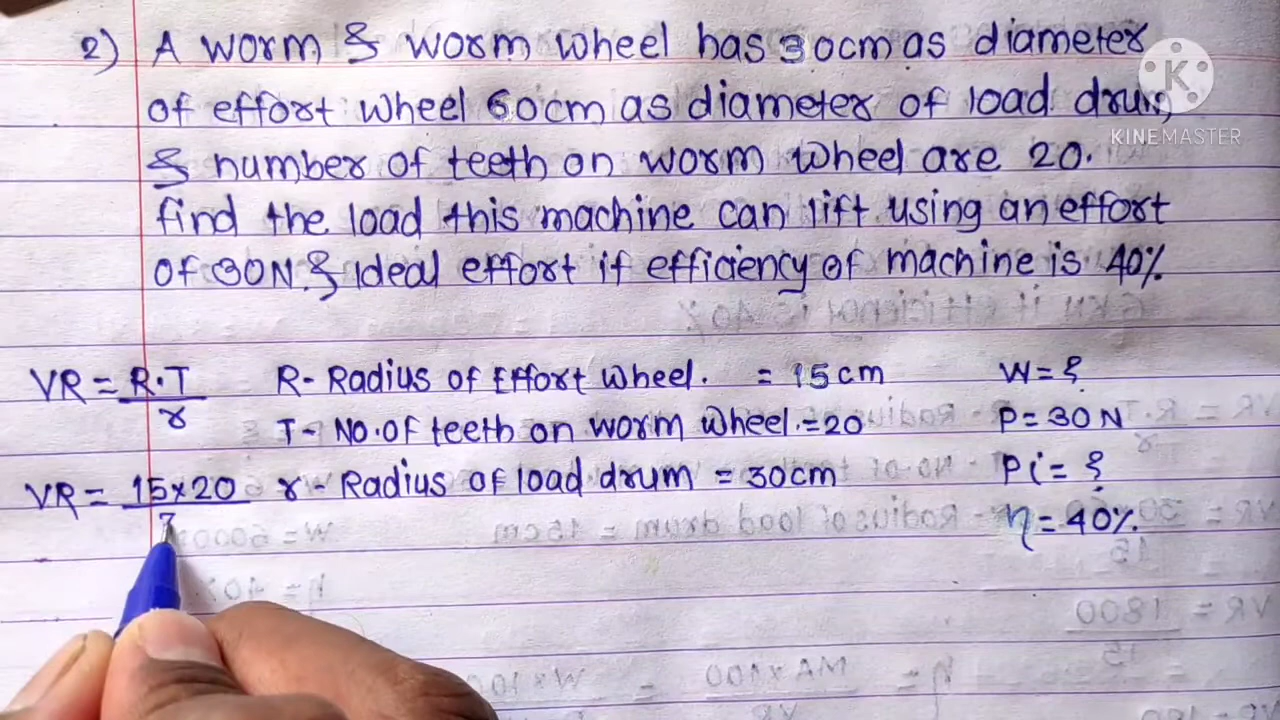 2) A worm & worm wheel has 30cm as diameter
of effort wheel 60cm as diameter of load drum
& number of teeth on worm wheel are 20.
find the load this machine can lift using an effort
of 30N. & Ideal effort if efficiency of machine is 40%
KINEMASTER
VR = R.T / r R - Radius of Effort wheel. = 15cm W = ?
T - No. of teeth on worm wheel. = 20 P = 30 N
VR = 15 x 20 r - Radius of load drum = 30cm Pi = ?
η = 40%.